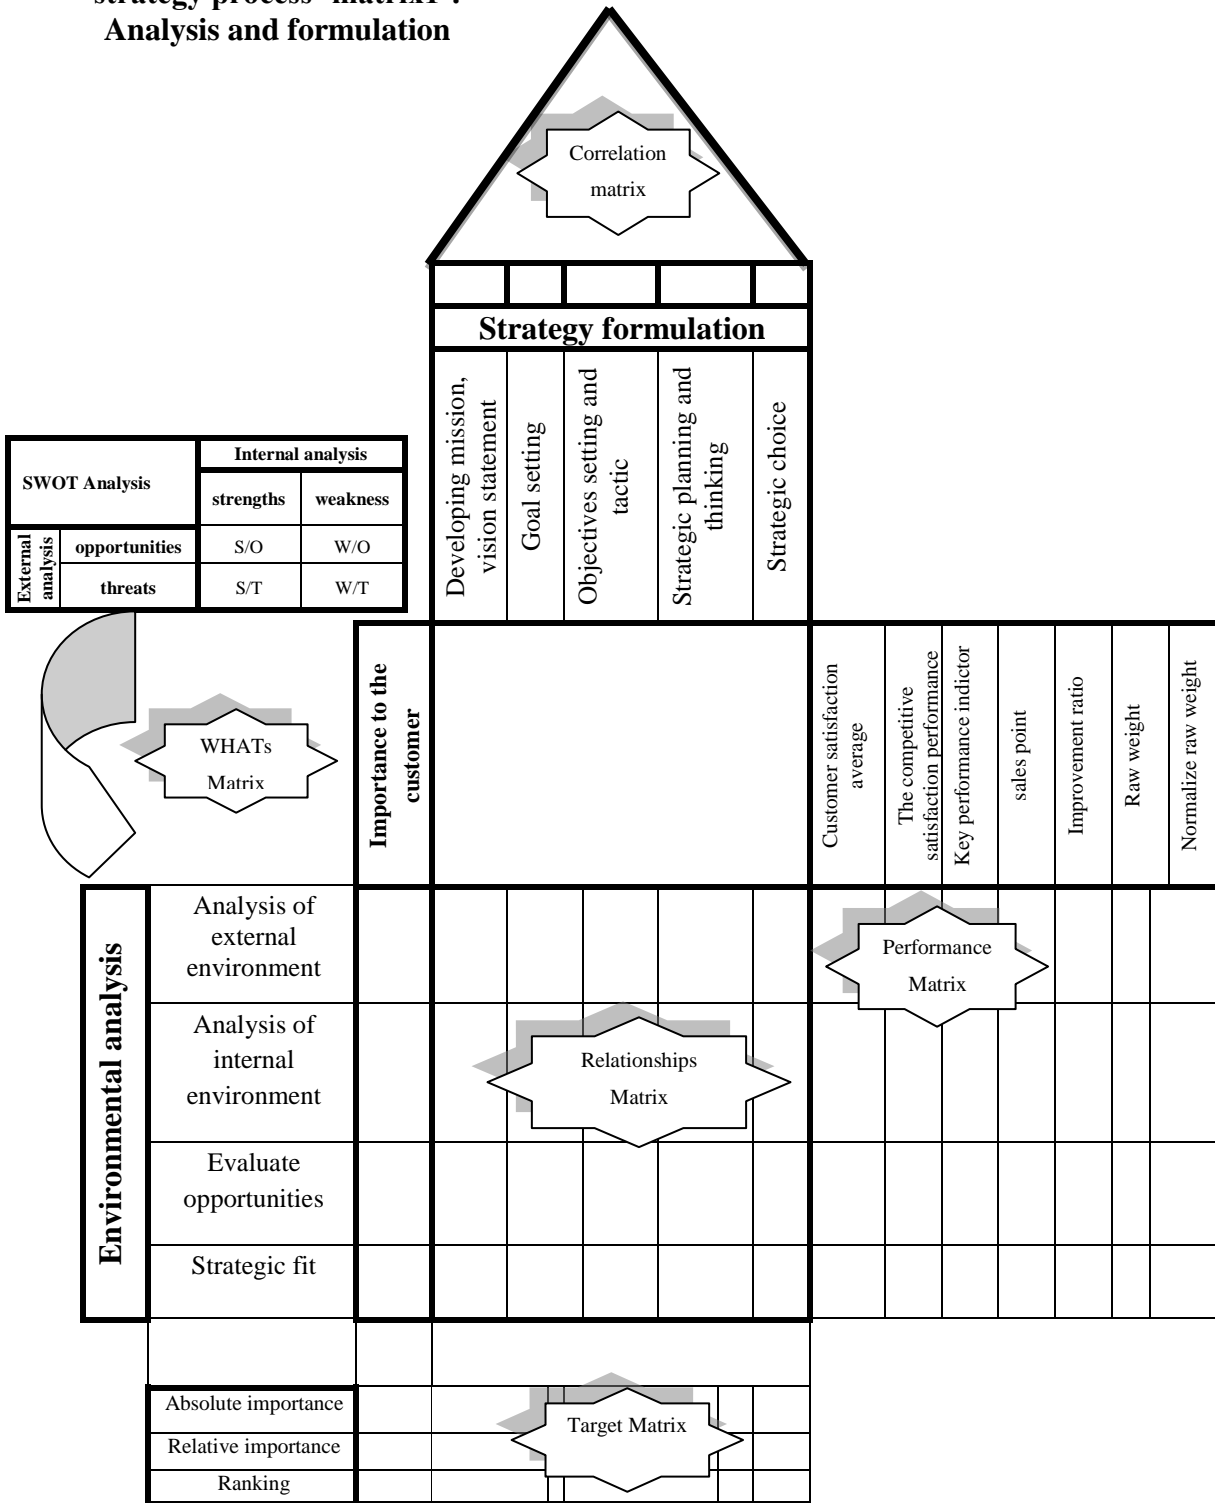 strategy process "matrix1":
Analysis and formulation
Correlation
matrix
Strategy formulation
Developing mission,
vision statement
Goal setting
Objectives setting and
tactic
Strategic planning and
thinking
Strategic choice
SWOT Analysis
Internal analysis
strengths
weakness
External
analysis
opportunities
S/O
W/O
threats
S/T
W/T
WHATs
Matrix
Importance to the
customer
Customer satisfaction
average
The competitive
satisfaction performance
Key performance indictor
sales point
Improvement ratio
Raw weight
Normalize raw weight
Environmental analysis
Analysis of
external
environment
Performance
Matrix
Analysis of
internal
environment
Relationships
Matrix
Evaluate
opportunities
Strategic fit
Absolute importance
Relative importance
Ranking
Target Matrix